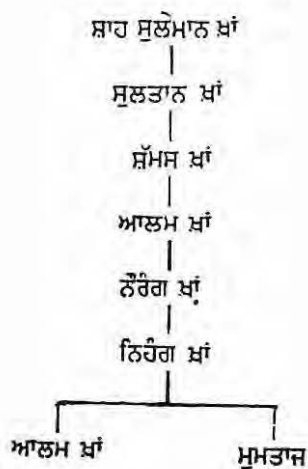 ਸ਼ਾਹ ਸੁਲੇਮਾਨ ਖ਼ਾਂ
ਸੁਲਤਾਨ ਖ਼ਾਂ
ਸ਼ੱਮਸ ਖ਼ਾਂ
ਆਲਮ ਖ਼ਾਂ
ਨੌਰੰਗ ਖ਼ਾਂ
ਨਿਹੰਗ ਖ਼ਾਂ
ਆਲਮ ਖ਼ਾਂ ਮੁਮਤਾਜ